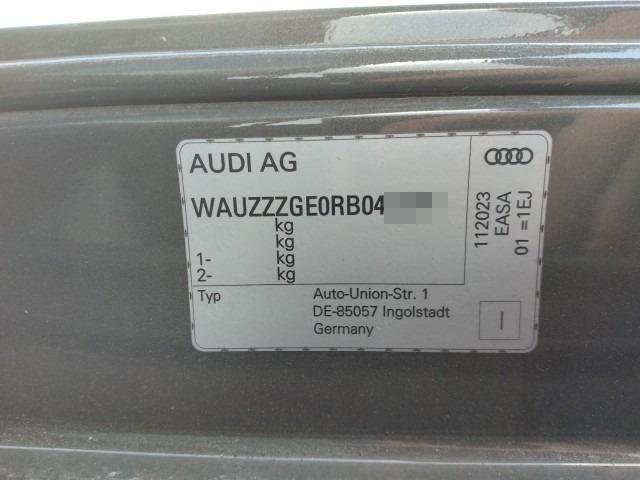 AUDI AG
WAUZZZGE0RB04
kg
kg
1- kg
2- kg
Typ
Auto-Union-Str. 1
DE-85057 Ingolstadt
Germany
112023
EASA
01 =1EJ
I